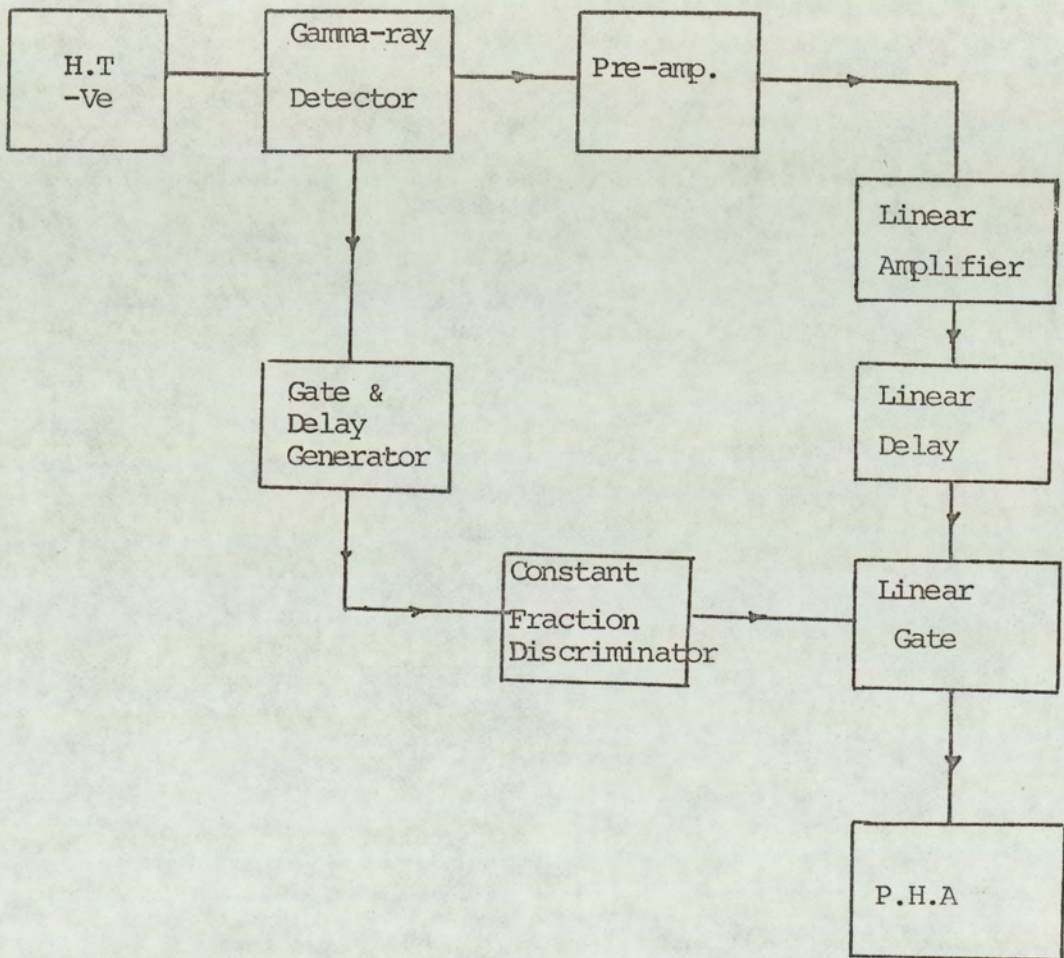 H.T
-Ve
Gamma-ray
Detector
Pre-amp.
Linear
Amplifier
Gate &
Delay
Generator
Linear
Delay
Constant
Fraction
Discriminator
Linear
Gate
P.H.A